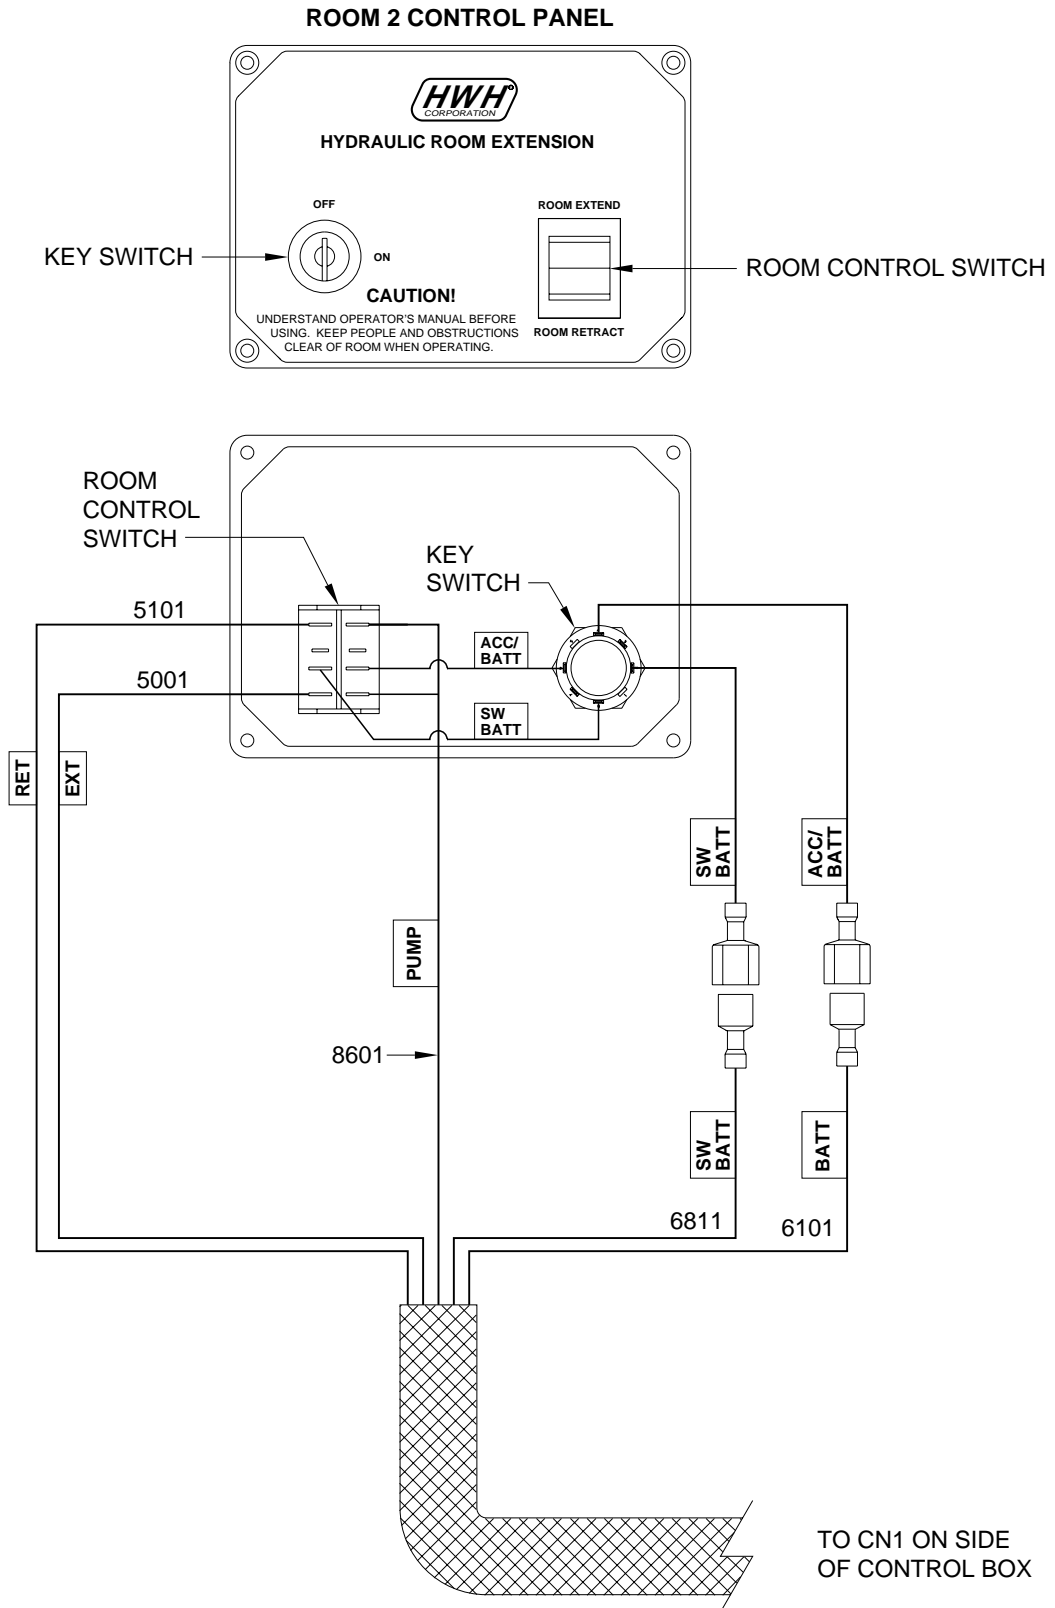 ROOM 2 CONTROL PANEL
HWH
CORPORATION
HYDRAULIC ROOM EXTENSION
OFF
ROOM EXTEND
KEY SWITCH
ON
ROOM CONTROL SWITCH
CAUTION!
UNDERSTAND OPERATOR'S MANUAL BEFORE
USING. KEEP PEOPLE AND OBSTRUCTIONS
CLEAR OF ROOM WHEN OPERATING.
ROOM RETRACT
ROOM
CONTROL
SWITCH
KEY
SWITCH
5101
ACC/
BATT
5001
SW
BATT
RET
EXT
SW
BATT
ACC/
BATT
PUMP
8601
SW
BATT
BATT
6811
6101
TO CN1 ON SIDE
OF CONTROL BOX